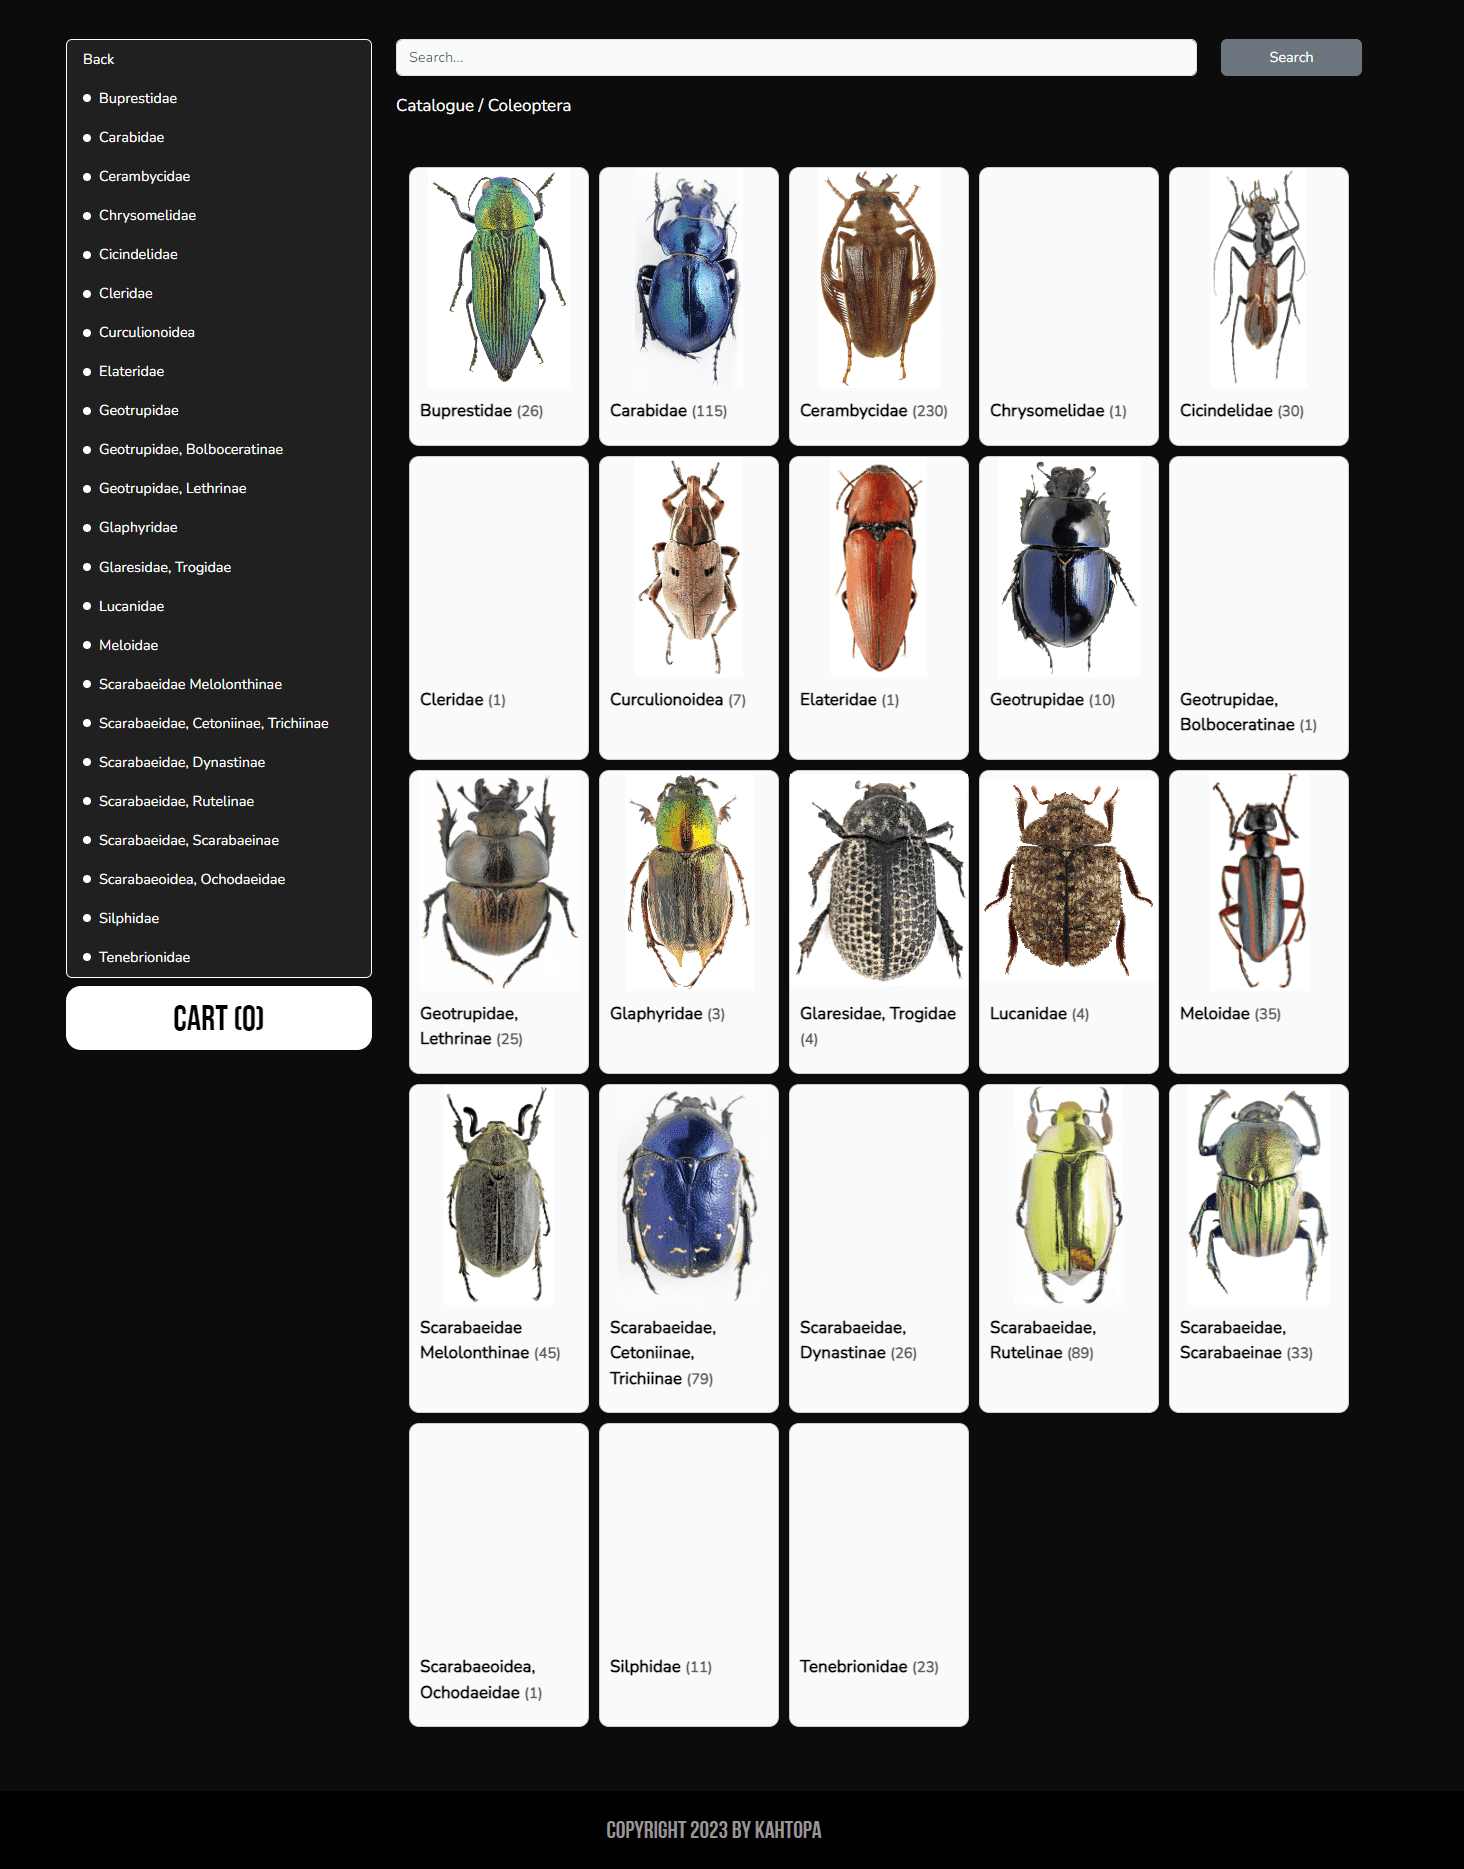 Back
Buprestidae
Carabidae
Cerambycidae
Chrysomelidae
Cicindelidae
Cleridae
Curculionoidea
Elateridae
Geotrupidae
Geotrupidae, Bolboceratinae
Geotrupidae, Lethrinae
Glaphyridae
Glaresidae, Trogidae
Lucanidae
Meloidae
Scarabaeidae Melolonthinae
Scarabaeidae, Cetoniinae, Trichiinae
Scarabaeidae, Dynastinae
Scarabaeidae, Rutelinae
Scarabaeidae, Scarabaeinae
Scarabaeoidea, Ochodaeidae
Silphidae
Tenebrionidae
CART (0)
Search...
Search
Catalogue / Coleoptera
Buprestidae (26)
Carabidae (115)
Cerambycidae (230)
Chrysomelidae (1)
Cicindelidae (30)
Cleridae (1)
Curculionoidea (7)
Elateridae (1)
Geotrupidae (10)
Geotrupidae,
Bolboceratinae (1)
Geotrupidae,
Lethrinae (25)
Glaphyridae (3)
Glaresidae, Trogidae
(4)
Lucanidae (4)
Meloidae (35)
Scarabaeidae
Melolonthinae (45)
Scarabaeidae,
Cetoniinae,
Trichiinae (79)
Scarabaeidae,
Dynastinae (26)
Scarabaeidae,
Rutelinae (89)
Scarabaeidae,
Scarabaeinae (33)
Scarabaeoidea,
Ochodaeidae (1)
Silphidae (11)
Tenebrionidae (23)
COPYRIGHT 2023 BY KAHTOPA